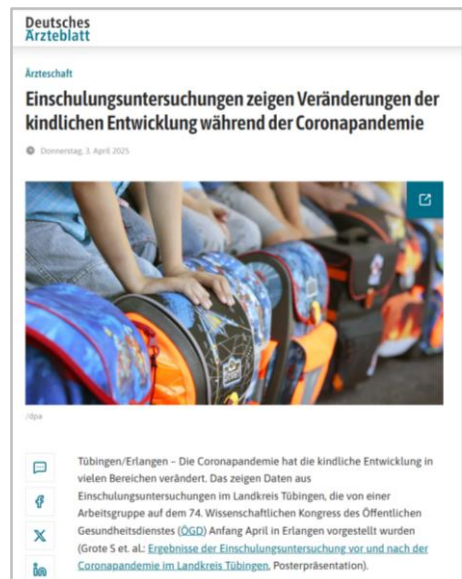 Deutsches
Ärzteblatt
Ärzteschaft
Einschulungsuntersuchungen zeigen Veränderungen der
kindlichen Entwicklung während der Coronapandemie
Donnerstag, 3. April 2025
/dpa
Tübingen/Erlangen – Die Coronapandemie hat die kindliche Entwicklung in
vielen Bereichen verändert. Das zeigen Daten aus
Einschulungsuntersuchungen im Landkreis Tübingen, die von einer
Arbeitsgruppe auf dem 74. Wissenschaftlichen Kongress des Öffentlichen
Gesundheitsdienstes (ÖGD) Anfang April in Erlangen vorgestellt wurden
(Grote S et. al.: Ergebnisse der Einschulungsuntersuchung vor und nach der
Coronapandemie im Landkreis Tübingen, Posterpräsentation).